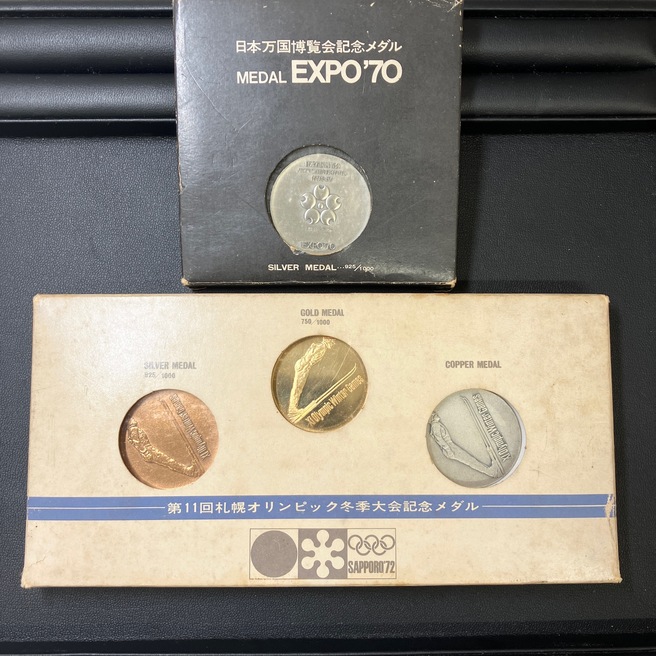 日本万国博覧会記念メダル
MEDAL EXPO'70
EXPO'70
SILVER MEDAL...925/1000
GOLD MEDAL
750/1000
SILVER MEDAL
925/1000
COPPER MEDAL
XI Olympic Winter Games
第11回札幌オリンピック冬季大会記念メダル
SAPPORO'72